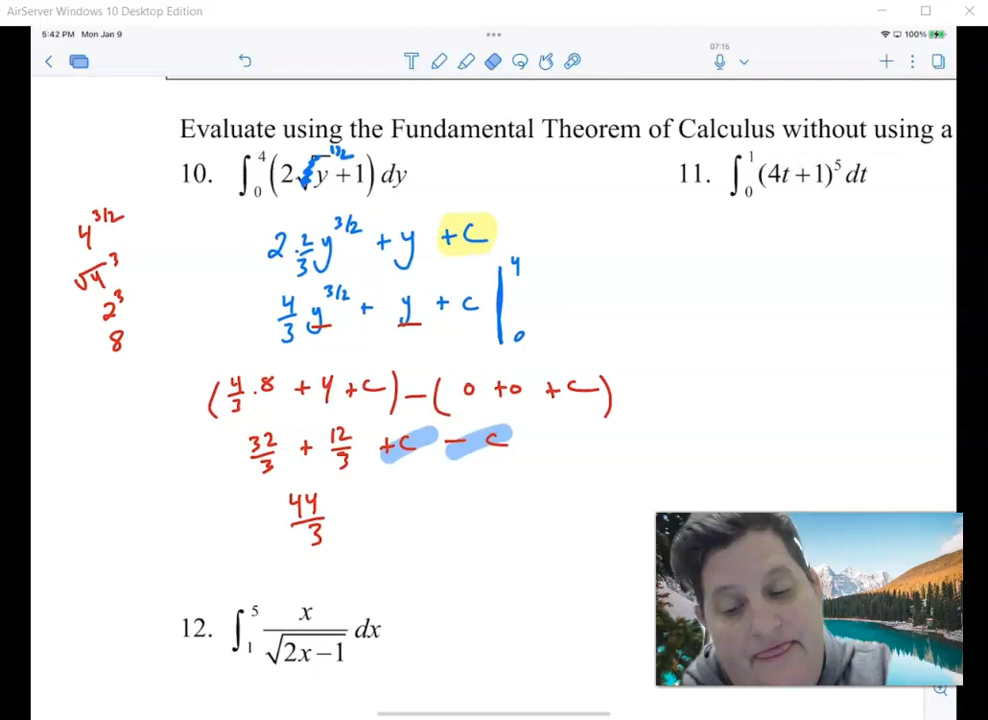 AirServer Windows 10 Desktop Edition
5:42 PM Mon Jan 9
100%
07:15
Evaluate using the Fundamental Theorem of Calculus without using a
10. ∫₀⁴ (2√y^{1/2} + 1) dy
11. ∫₀¹ (4t + 1)⁵ dt
4^{3/2}
√4³
2³
8
2·2/3 y^{3/2} + y + C
4/3 y^{3/2} + y + C |₀⁴
(4/3·8 + 4 + C) − (0 + 0 + C)
32/3 + 12/3 + C − C
44/3
12. ∫₁⁵ x/√(2x−1) dx